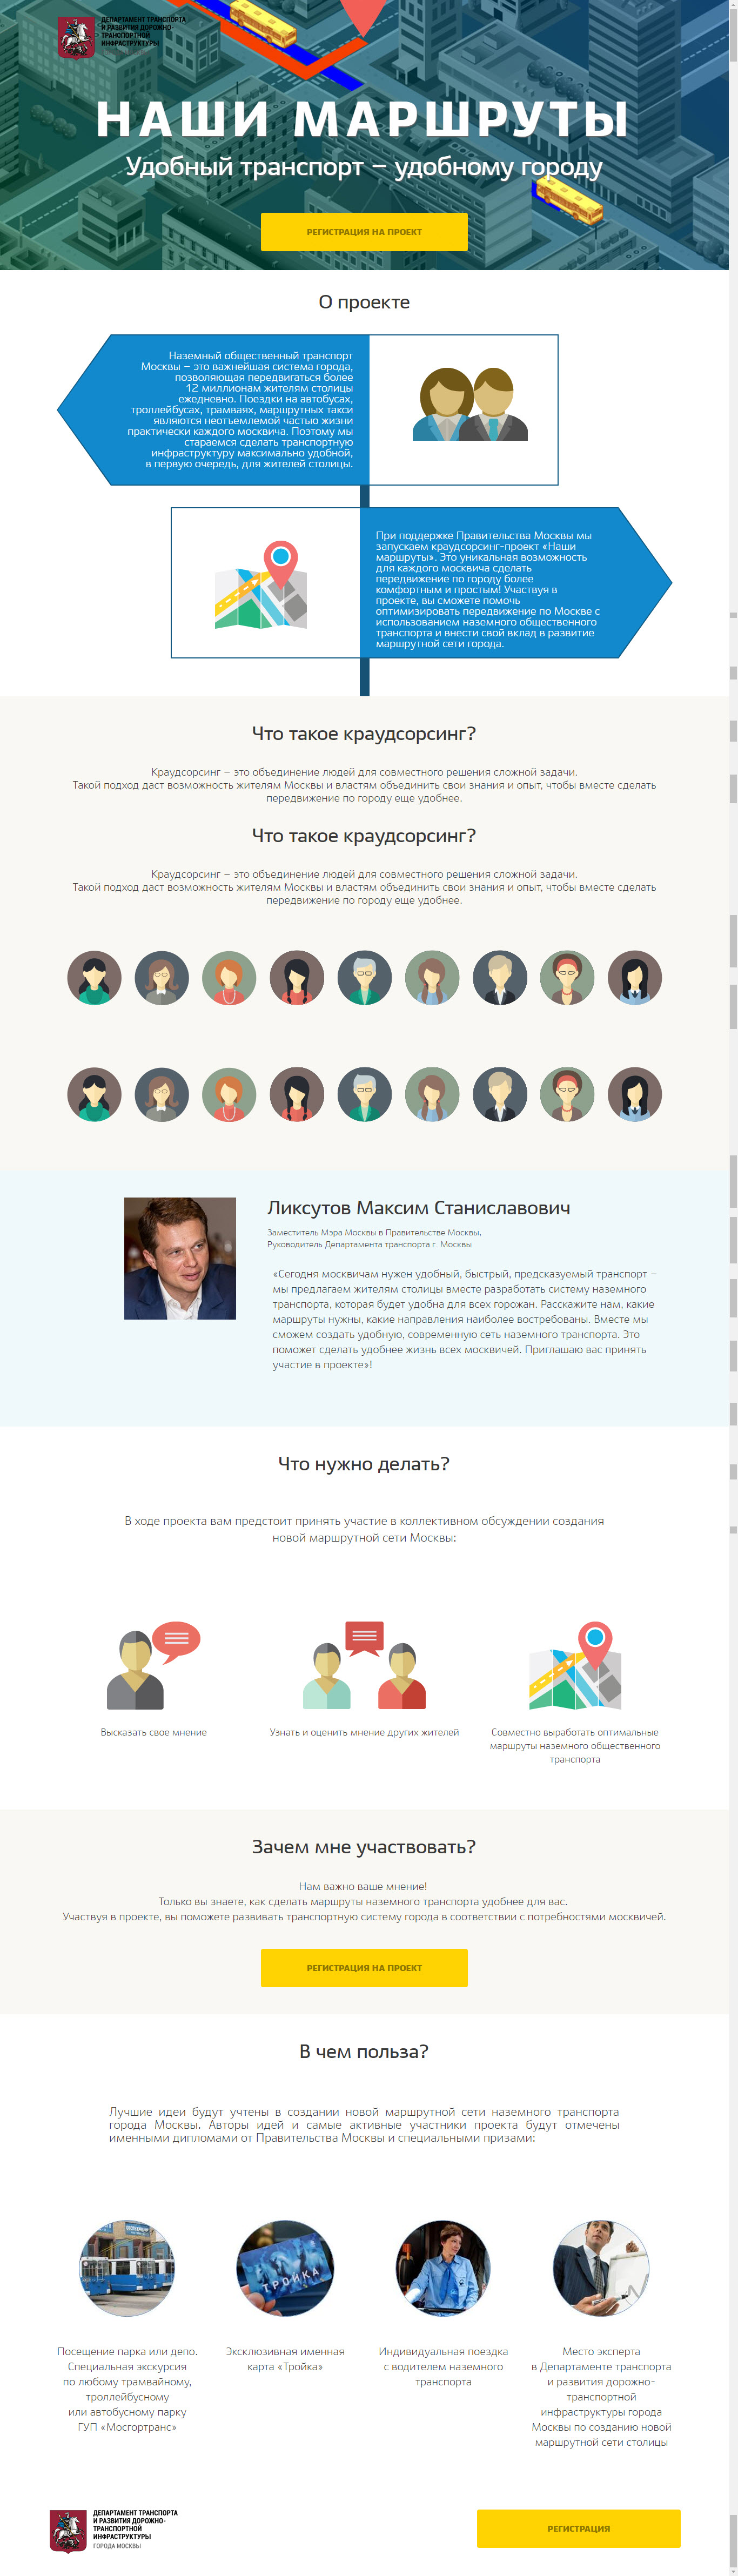 ДЕПАРТАМЕНТ ТРАНСПОРТА
И РАЗВИТИЯ ДОРОЖНО-
ТРАНСПОРТНОЙ
ИНФРАСТРУКТУРЫ
НАШИ МАРШРУТЫ
Удобный транспорт – удобному городу
РЕГИСТРАЦИЯ НА ПРОЕКТ
О проекте
Наземный общественный транспорт
Москвы – это важнейшая система города,
позволяющая передвигаться более
12 миллионам жителям столицы
ежедневно. Поездки на автобусах,
троллейбусах, трамваях, маршрутных такси
являются неотъемлемой частью жизни
практически каждого москвича. Поэтому мы
стараемся сделать транспортную
инфраструктуру максимально удобной,
в первую очередь, для жителей столицы.
При поддержке Правительства Москвы мы
запускаем краудсорсинг-проект «Наши
маршруты». Это уникальная возможность
для каждого москвича сделать
передвижение по городу более
комфортным и простым! Участвуя в
проекте, вы сможете помочь
оптимизировать передвижение по Москве с
использованием наземного общественного
транспорта и внести свой вклад в развитие
маршрутной сети города.
Что такое краудсорсинг?
Краудсорсинг – это объединение людей для совместного решения сложной задачи.
Такой подход даст возможность жителям Москвы и властям объединить свои знания и опыт, чтобы вместе сделать
передвижение по городу еще удобнее.
Что такое краудсорсинг?
Краудсорсинг – это объединение людей для совместного решения сложной задачи.
Такой подход даст возможность жителям Москвы и властям объединить свои знания и опыт, чтобы вместе сделать
передвижение по городу еще удобнее.
Ликсутов Максим Станиславович
Заместитель Мэра Москвы в Правительстве Москвы,
Руководитель Департамента транспорта г. Москвы
«Сегодня москвичам нужен удобный, быстрый, предсказуемый транспорт –
мы предлагаем жителям столицы вместе разработать систему наземного
транспорта, которая будет удобна для всех горожан. Расскажите нам, какие
маршруты нужны, какие направления наиболее востребованы. Вместе мы
сможем создать удобную, современную сеть наземного транспорта. Это
поможет сделать удобнее жизнь всех москвичей. Приглашаю вас принять
участие в проекте»!
Что нужно делать?
В ходе проекта вам предстоит принять участие в коллективном обсуждении создания
новой маршрутной сети Москвы:
Высказать свое мнение
Узнать и оценить мнение других жителей
Совместно выработать оптимальные
маршруты наземного общественного
транспорта
Зачем мне участвовать?
Нам важно ваше мнение!
Только вы знаете, как сделать маршруты наземного транспорта удобнее для вас.
Участвуя в проекте, вы поможете развивать транспортную систему города в соответствии с потребностями москвичей.
РЕГИСТРАЦИЯ НА ПРОЕКТ
В чем польза?
Лучшие идеи будут учтены в создании новой маршрутной сети наземного транспорта
города Москвы. Авторы идей и самые активные участники проекта будут отмечены
именными дипломами от Правительства Москвы и специальными призами:
ТРОЙКА
Посещение парка или депо.
Специальная экскурсия
по любому трамвайному,
троллейбусному
или автобусному парку
ГУП «Мосгортранс»
Эксклюзивная именная
карта «Тройка»
Индивидуальная поездка
с водителем наземного
транспорта
Место эксперта
в Департаменте транспорта
и развития дорожно-
транспортной
инфраструктуры города
Москвы по созданию новой
маршрутной сети столицы
ДЕПАРТАМЕНТ ТРАНСПОРТА
И РАЗВИТИЯ ДОРОЖНО-
ТРАНСПОРТНОЙ
ИНФРАСТРУКТУРЫ
ГОРОДА МОСКВЫ
РЕГИСТРАЦИЯ